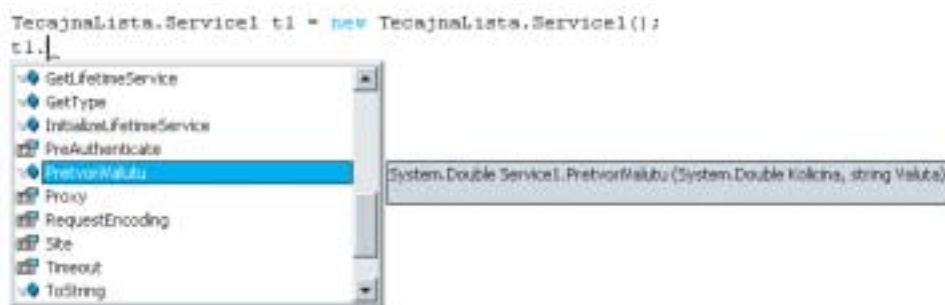 TecajnaLista.Service1 t1 = new TecajnaLista.Service1();
t1.
GetLifetimeService
GetType
InitializeLifetimeService
PreAuthenticate
PretvoriValutu
System.Double Service1.PretvoriValutu (System.Double Kolicina, string Valuta)
Proxy
RequestEncoding
Site
Timeout
ToString